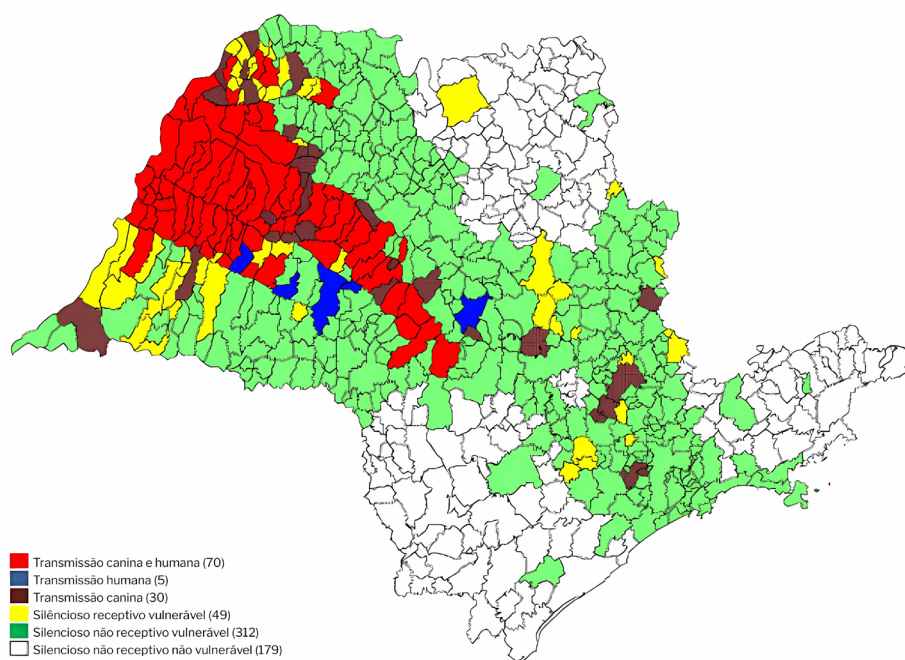 Transmissão canina e humana (70)
Transmissão humana (5)
Transmissão canina (30)
Silêncioso receptivo vulnerável (49)
Silencioso não receptivo vulnerável (312)
Silencioso não receptivo não vulnerável (179)